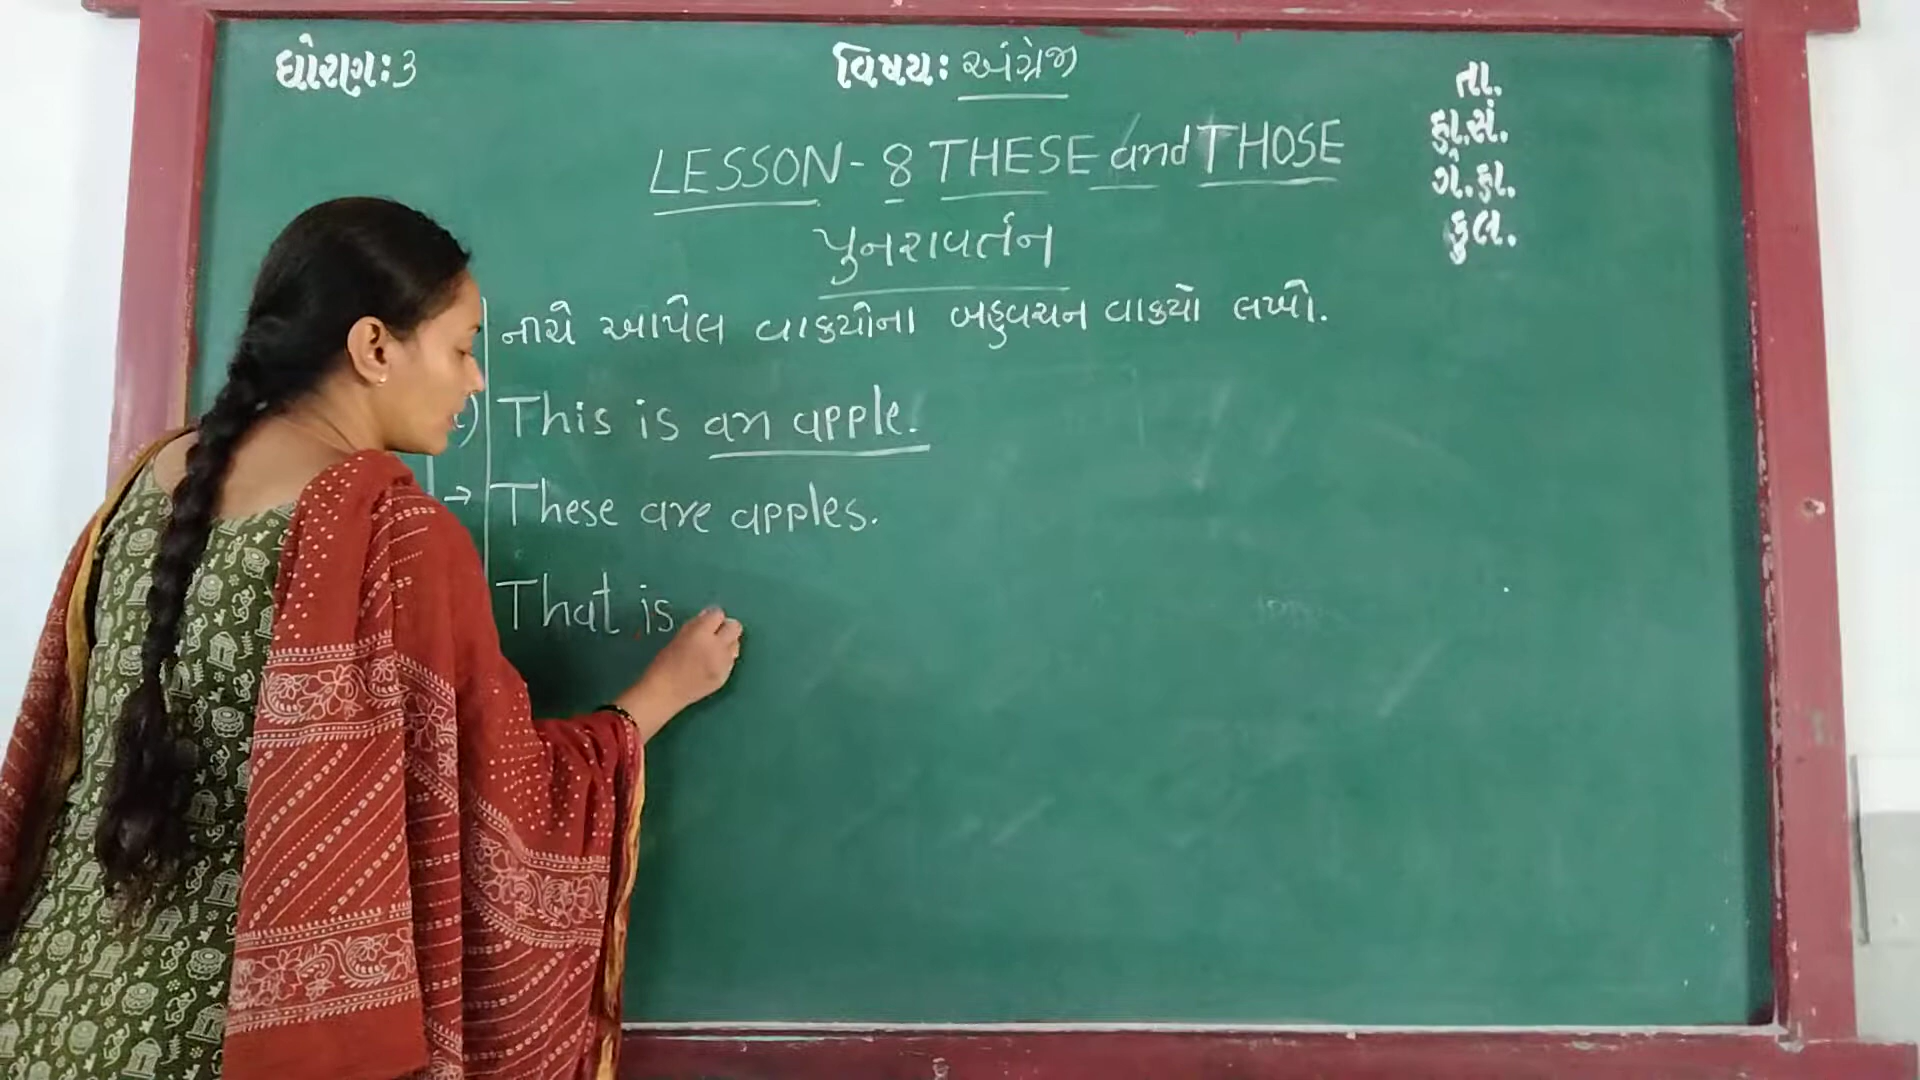 ધોરણ: 3
વિષય: અંગ્રેજી
તા.
હા.સં.
ગે.હા.
કુલ.
LESSON - 8 THESE and THOSE
પુનરાવર્તન
નીચે આપેલ વાક્યોના બહુવચન વાક્યો લખો.
This is an apple.
→ These are apples.
That is